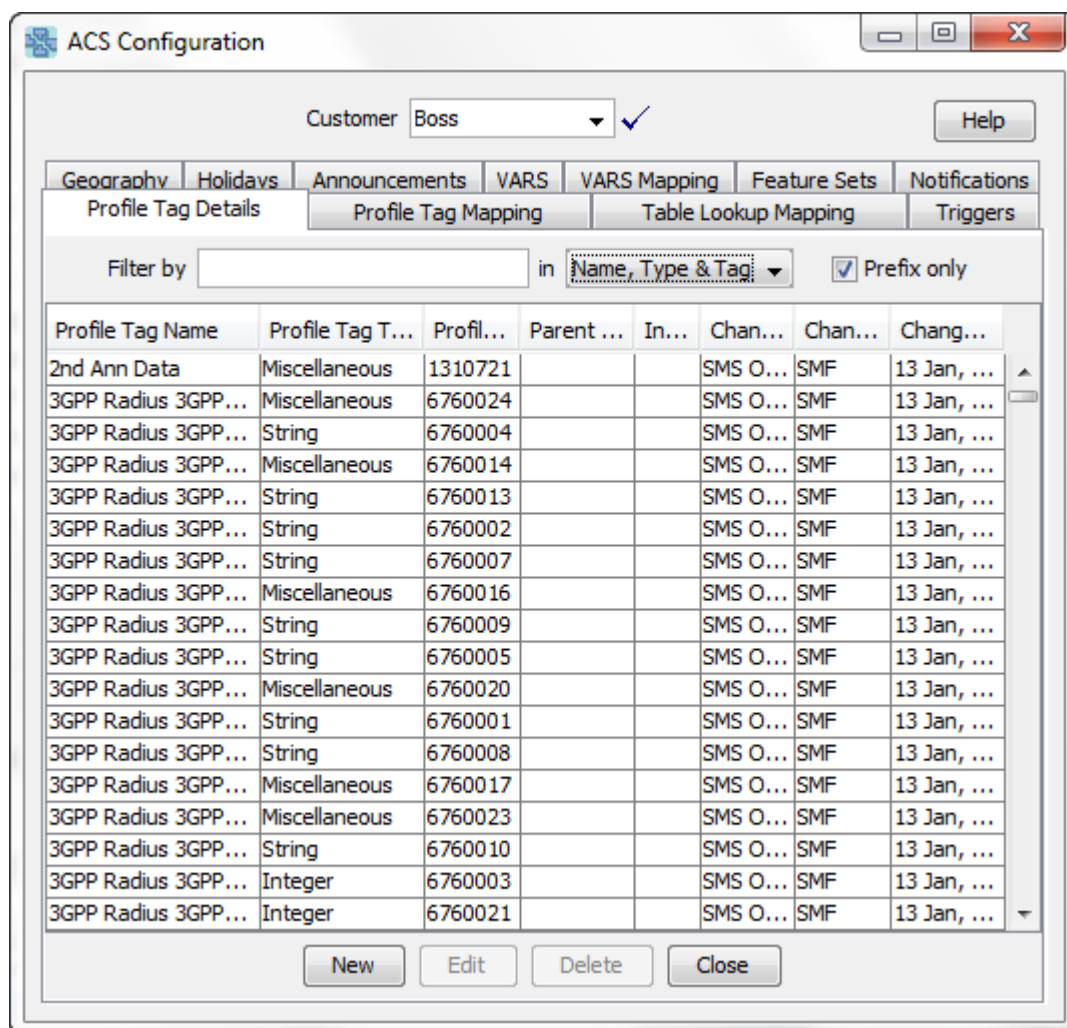 ACS Configuration
Customer Boss Help
Geography Holidays Announcements VARS VARS Mapping Feature Sets Notifications
Profile Tag Details Profile Tag Mapping Table Lookup Mapping Triggers
Filter by in Name, Type & Tag Prefix only
Profile Tag Name Profile Tag T... Profil... Parent ... In... Chan... Chan... Chang...
2nd Ann Data Miscellaneous 1310721 SMS O... SMF 13 Jan, ...
3GPP Radius 3GPP... Miscellaneous 6760024 SMS O... SMF 13 Jan, ...
3GPP Radius 3GPP... String 6760004 SMS O... SMF 13 Jan, ...
3GPP Radius 3GPP... Miscellaneous 6760014 SMS O... SMF 13 Jan, ...
3GPP Radius 3GPP... String 6760013 SMS O... SMF 13 Jan, ...
3GPP Radius 3GPP... String 6760002 SMS O... SMF 13 Jan, ...
3GPP Radius 3GPP... String 6760007 SMS O... SMF 13 Jan, ...
3GPP Radius 3GPP... Miscellaneous 6760016 SMS O... SMF 13 Jan, ...
3GPP Radius 3GPP... String 6760009 SMS O... SMF 13 Jan, ...
3GPP Radius 3GPP... String 6760005 SMS O... SMF 13 Jan, ...
3GPP Radius 3GPP... Miscellaneous 6760020 SMS O... SMF 13 Jan, ...
3GPP Radius 3GPP... String 6760001 SMS O... SMF 13 Jan, ...
3GPP Radius 3GPP... String 6760008 SMS O... SMF 13 Jan, ...
3GPP Radius 3GPP... Miscellaneous 6760017 SMS O... SMF 13 Jan, ...
3GPP Radius 3GPP... Miscellaneous 6760023 SMS O... SMF 13 Jan, ...
3GPP Radius 3GPP... String 6760010 SMS O... SMF 13 Jan, ...
3GPP Radius 3GPP... Integer 6760003 SMS O... SMF 13 Jan, ...
3GPP Radius 3GPP... Integer 6760021 SMS O... SMF 13 Jan, ...
New Edit Delete Close